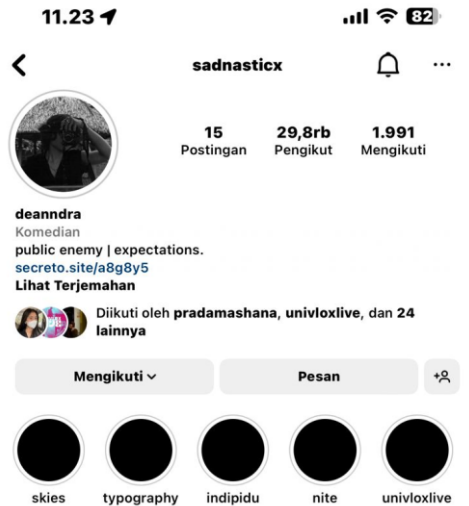 11.23
82
sadnasticx
15 29,8rb 1.991
Postingan Pengikut Mengikuti
deanndra
Komedian
public enemy | expectations.
secreto.site/a8g8y5
Lihat Terjemahan
Diikuti oleh pradamashana, univloxlive, dan 24
lainnya
Mengikuti Pesan
skies typography indipidu nite univloxlive